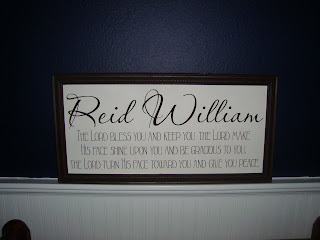 Reid William
THE LORD BLESS YOU AND KEEP YOU THE LORD MAKE
HIS FACE SHINE UPON YOU AND BE GRACIOUS TO YOU
THE LORD TURN HIS FACE TOWARD YOU AND GIVE YOU PEACE